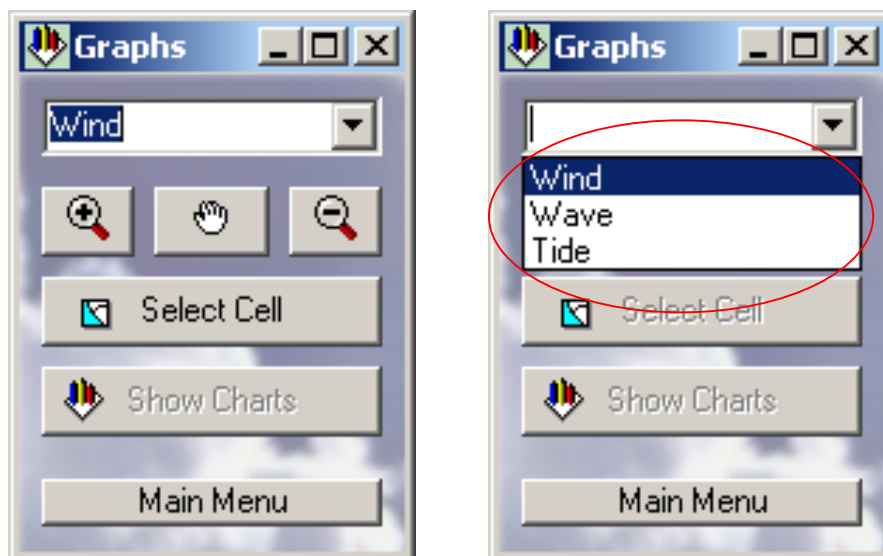 Graphs
Wind
Select Cell
Show Charts
Main Menu
Graphs
Wind
Wave
Tide
Select Cell
Show Charts
Main Menu